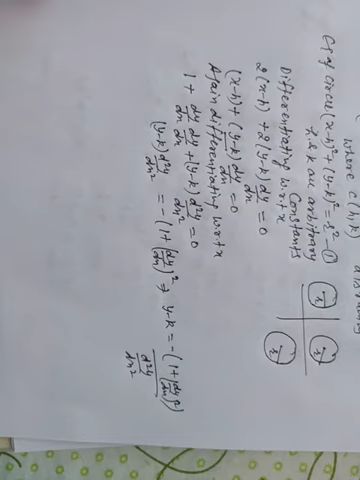 where c(h,k)
Eq of circle (x-h)² + (y-k)² = r² - ①
h, & k are arbitrary
Constants
Differentiating w.r.t x
2(x-h) + 2(y-k) dy/dx = 0
(x-h) + (y-k) dy/dx = 0
Again differentiating w.r.t x
1 + dy/dx dy/dx + (y-k) d²y/dx² = 0
(y-k) d²y/dx² = -(1 + (dy/dx)² ⇒ y-k = -(1 + (dy/dx)²) / d²y/dx²